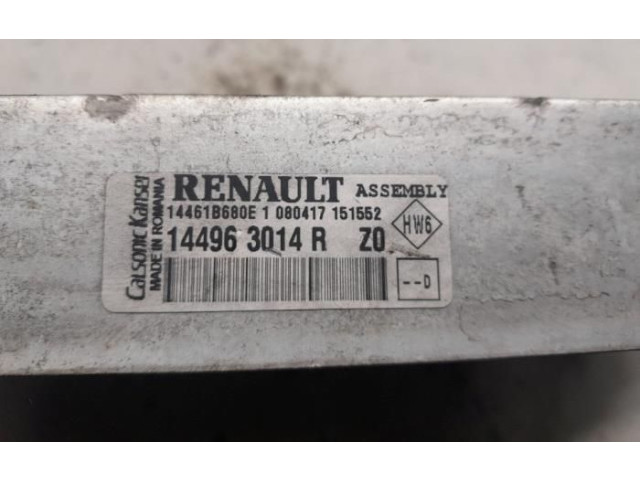 RENAULT ASSEMBLY
14461B680E 1 080417 151552
14496 3014 R Z0
HW6
--D
Calsonic Kansei
MADE IN ROMANIA